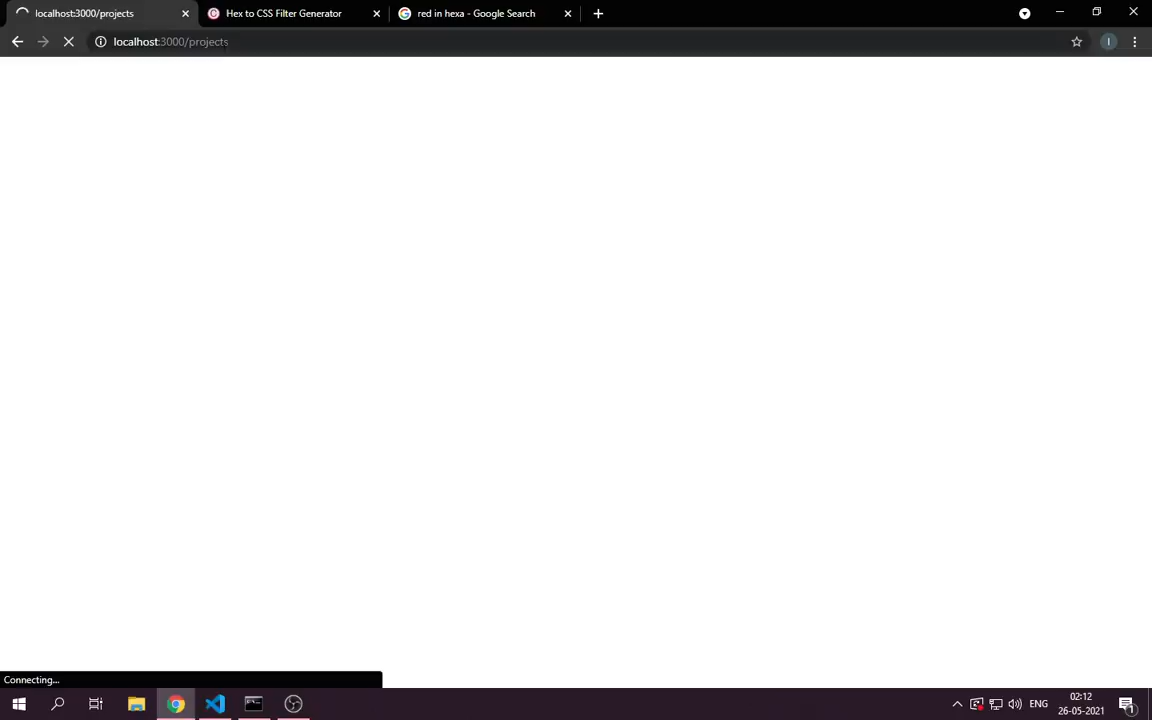 localhost:3000/projects
Hex to CSS Filter Generator
red in hexa - Google Search
localhost:3000/projects
I
Connecting...
ENG
02:12
26-05-2021
1